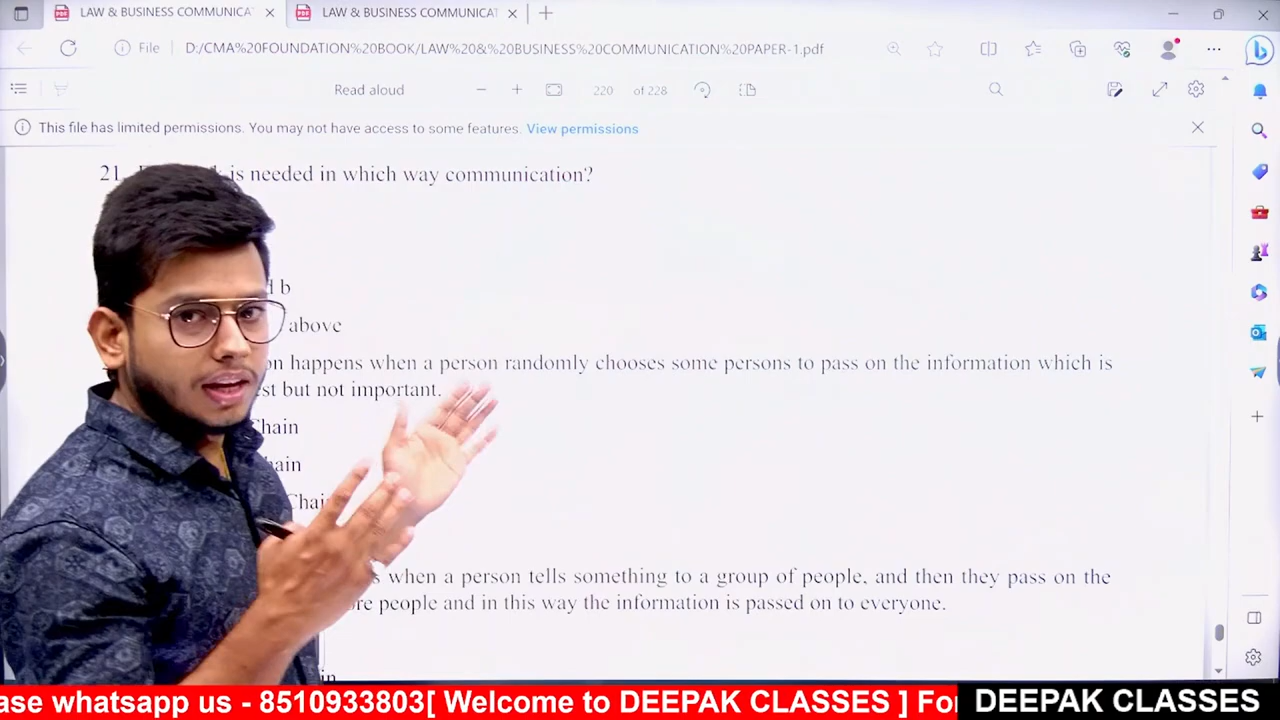 LAW & BUSINESS COMMUNICA
LAW & BUSINESS COMMUNICAT
File
D:/CMA%20FOUNDATION%20BOOK/LAW%20&%20BUSINESS%20COMMUNICATION%20PAPER-1.pdf
Read aloud
220 of 228
This file has limited permissions. You may not have access to some features. View permissions
21. is needed in which way communication?
b
above
happens when a person randomly chooses some persons to pass on the information which is
but not important.
Chain
when a person tells something to a group of people, and then they pass on the
people and in this way the information is passed on to everyone.
ase whatsapp us - 8510933803[ Welcome to DEEPAK CLASSES ] Fo
DEEPAK CLASSES